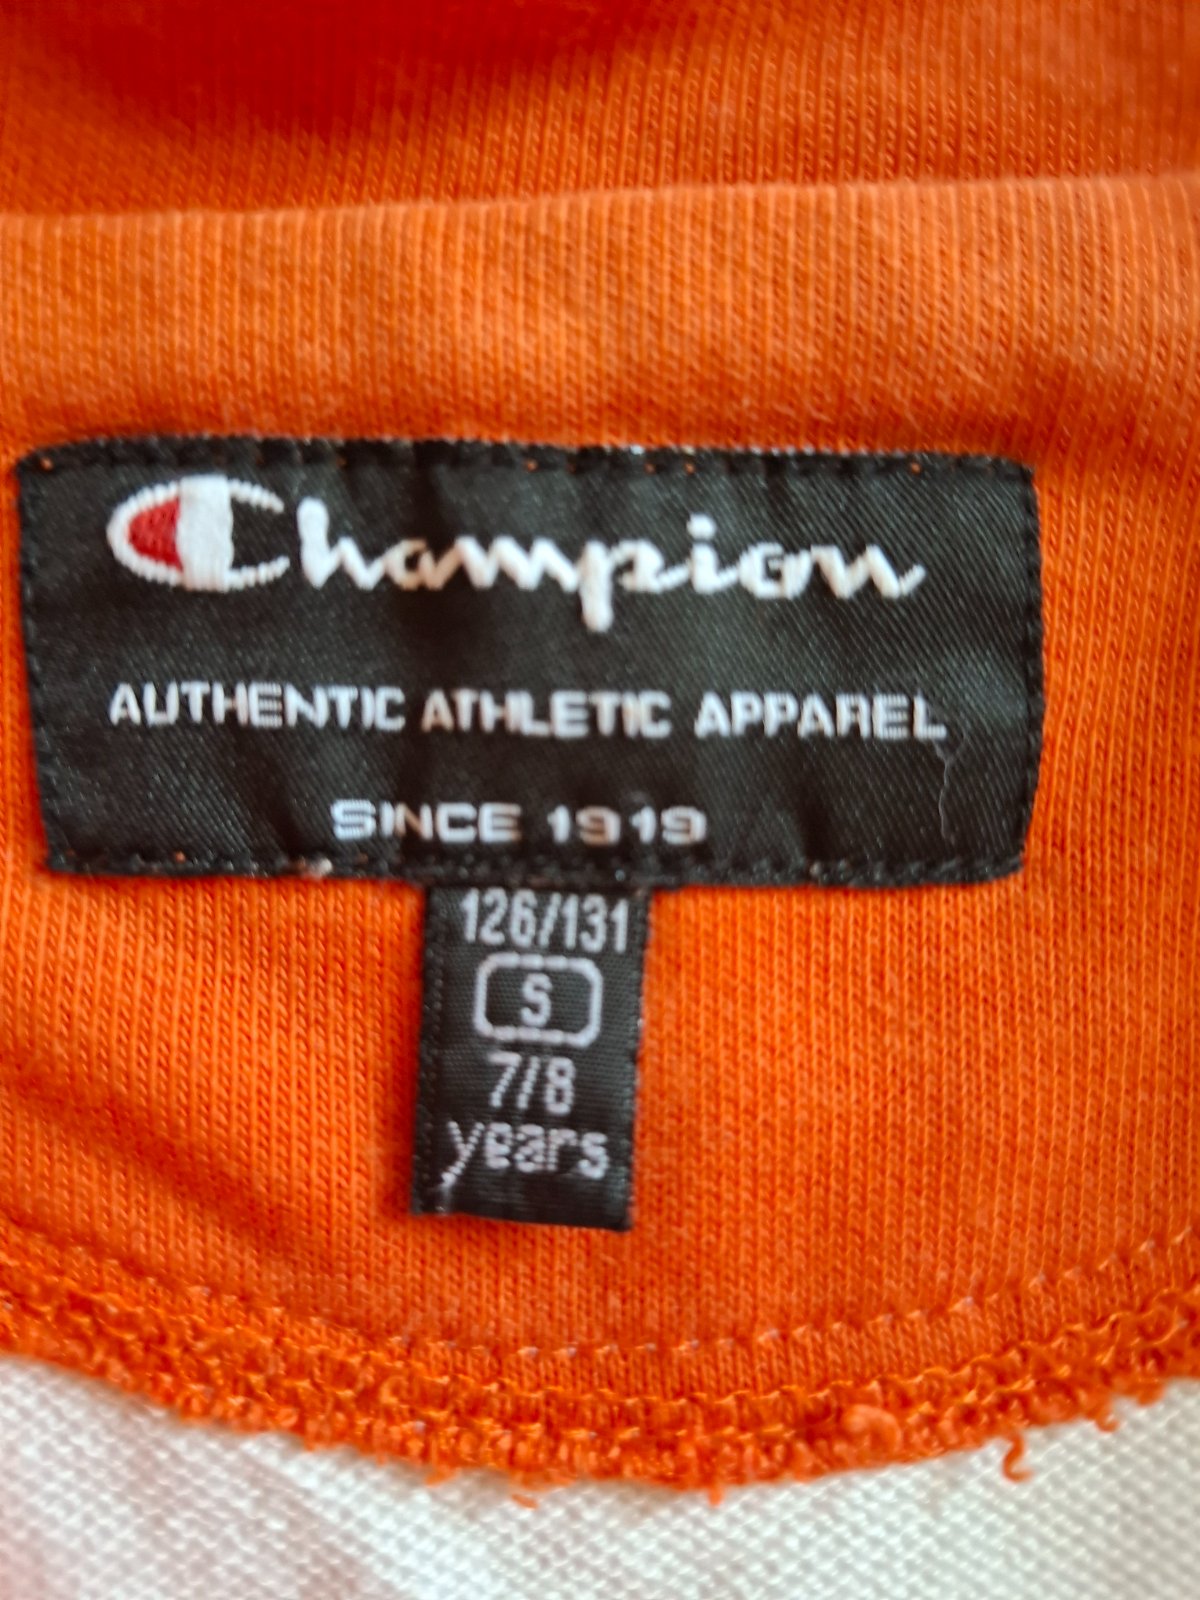 Champion
AUTHENTIC ATHLETIC APPAREL
SINCE 1919
126/131
S
7/8
years